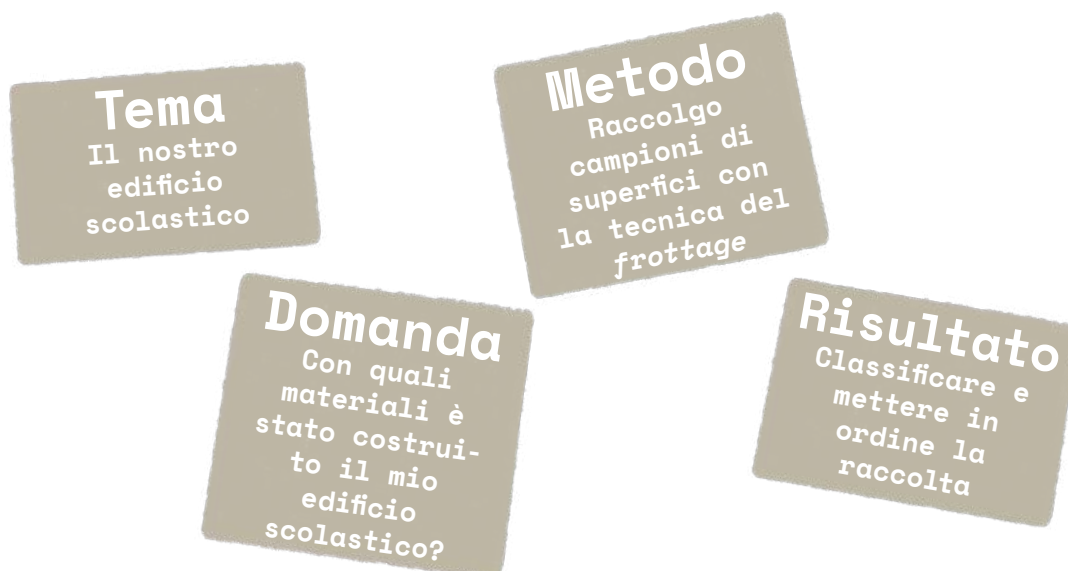 Tema
Il nostro
edificio
scolastico
Domanda
Con quali
materiali è
stato costrui-
to il mio
edificio
scolastico?
Metodo
Raccolgo
campioni di
superfici con
la tecnica del
frottage
Risultato
Classificare e
mettere in
ordine la
raccolta